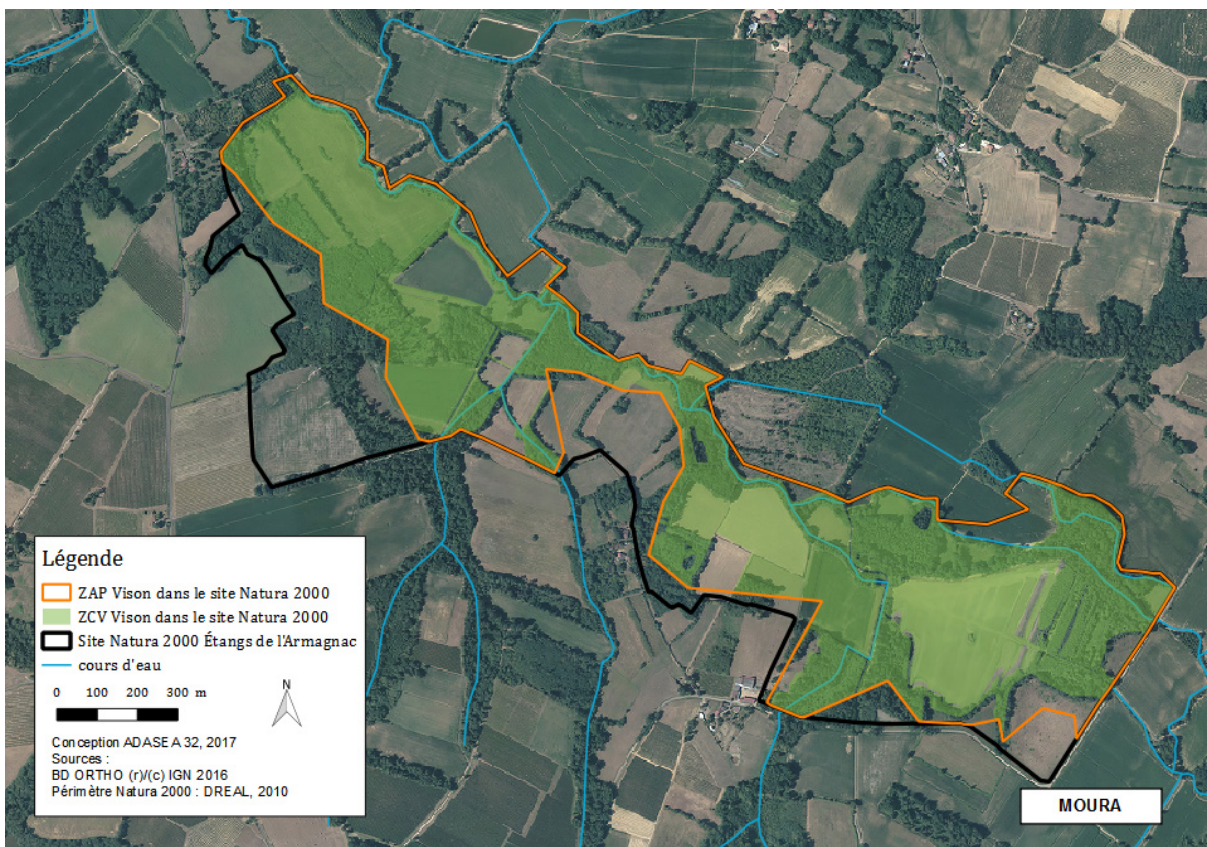 Légende
ZAP Vison dans le site Natura 2000
ZCV Vison dans le site Natura 2000
Site Natura 2000 Étangs de l'Armagnac
cours d'eau
0 100 200 300 m
N
Conception ADASEA 32, 2017
Sources :
BD ORTHO (r)/(c) IGN 2016
Périmètre Natura 2000 : DREAL, 2010
MOURA